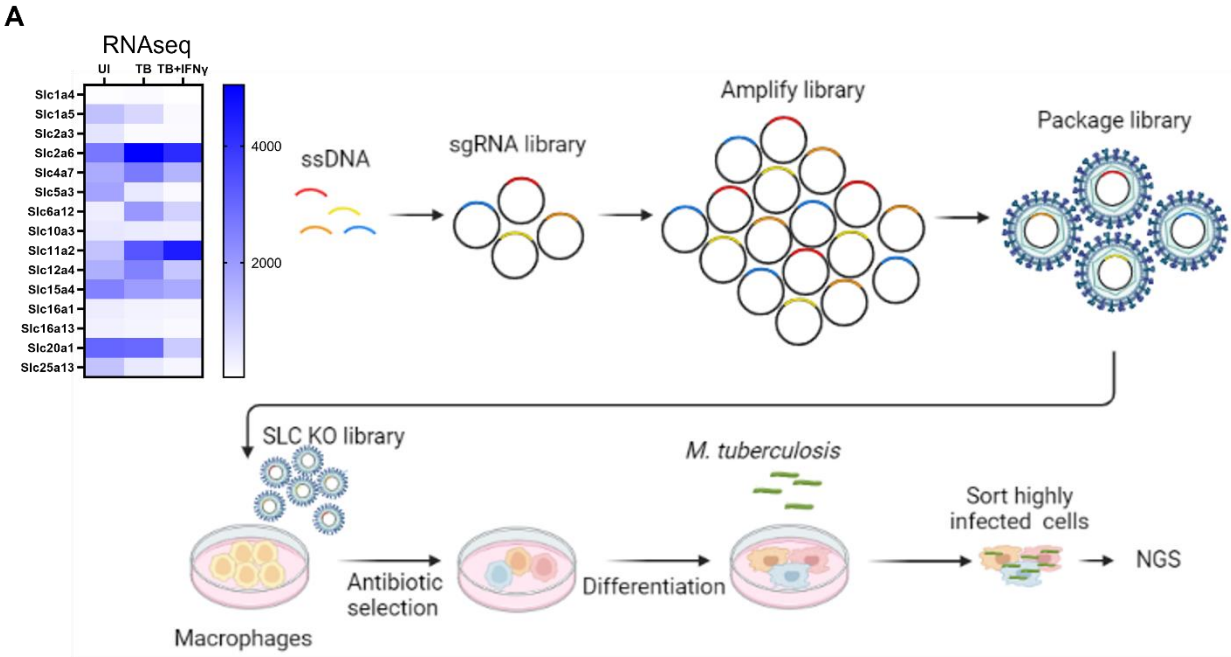 A
RNAseq
UI TB TB+IFNγ
Slc1a4
Slc1a5
Slc2a3
Slc2a6
Slc4a7
Slc5a3
Slc6a12
Slc10a3
Slc11a2
Slc12a4
Slc15a4
Slc16a1
Slc16a13
Slc20a1
Slc25a13
4000
2000
ssDNA
sgRNA library
Amplify library
Package library
SLC KO library
Macrophages
Antibiotic
selection
Differentiation
M. tuberculosis
Sort highly
infected cells
NGS